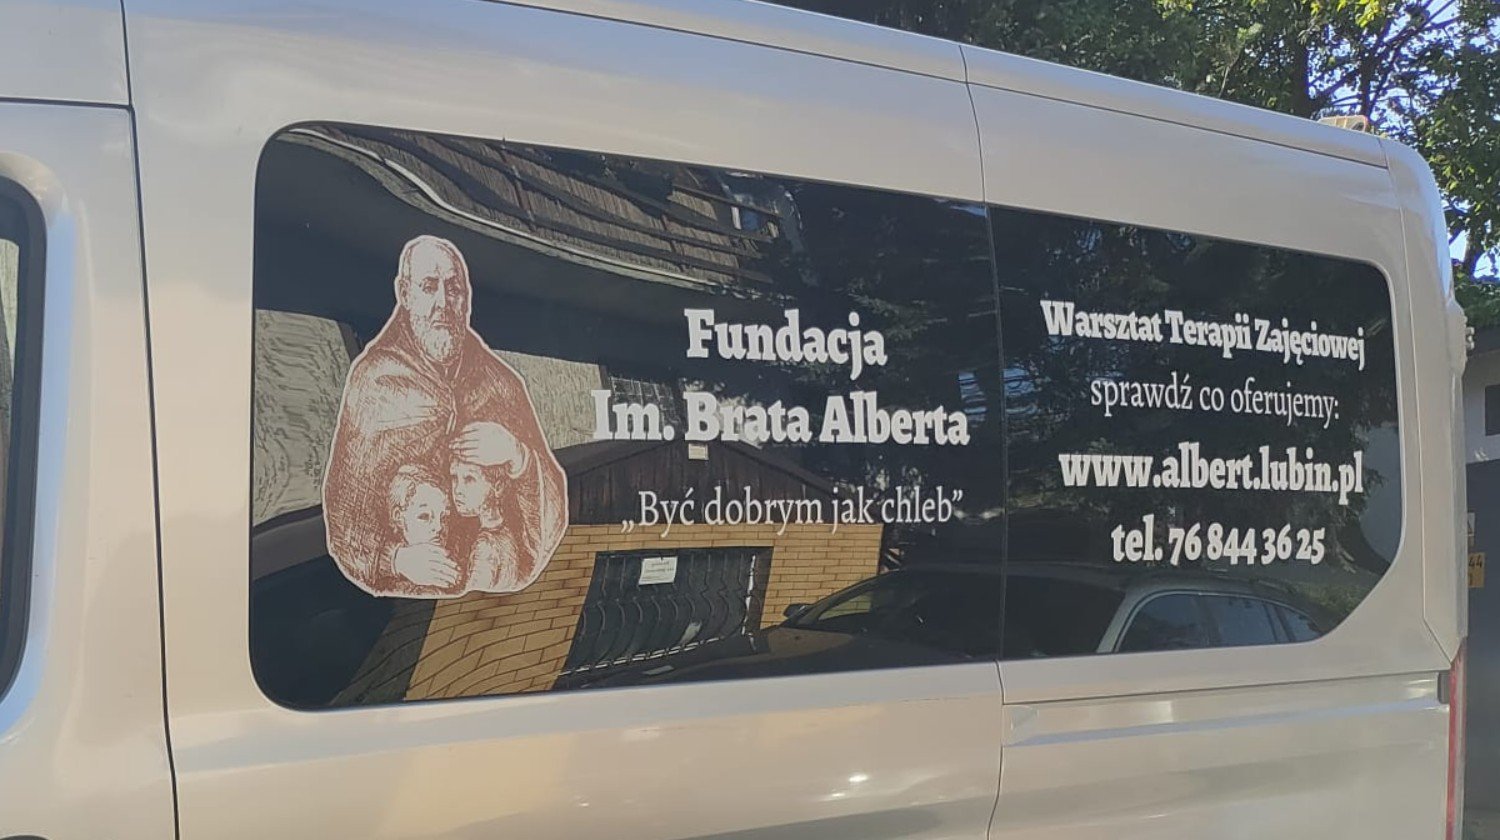 Fundacja
Im. Brata Alberta
„Być dobrym jak chleb”
Warsztat Terapii Zajęciowej
sprawdź co oferujemy:
www.albert.lubin.pl
tel. 76 844 36 25